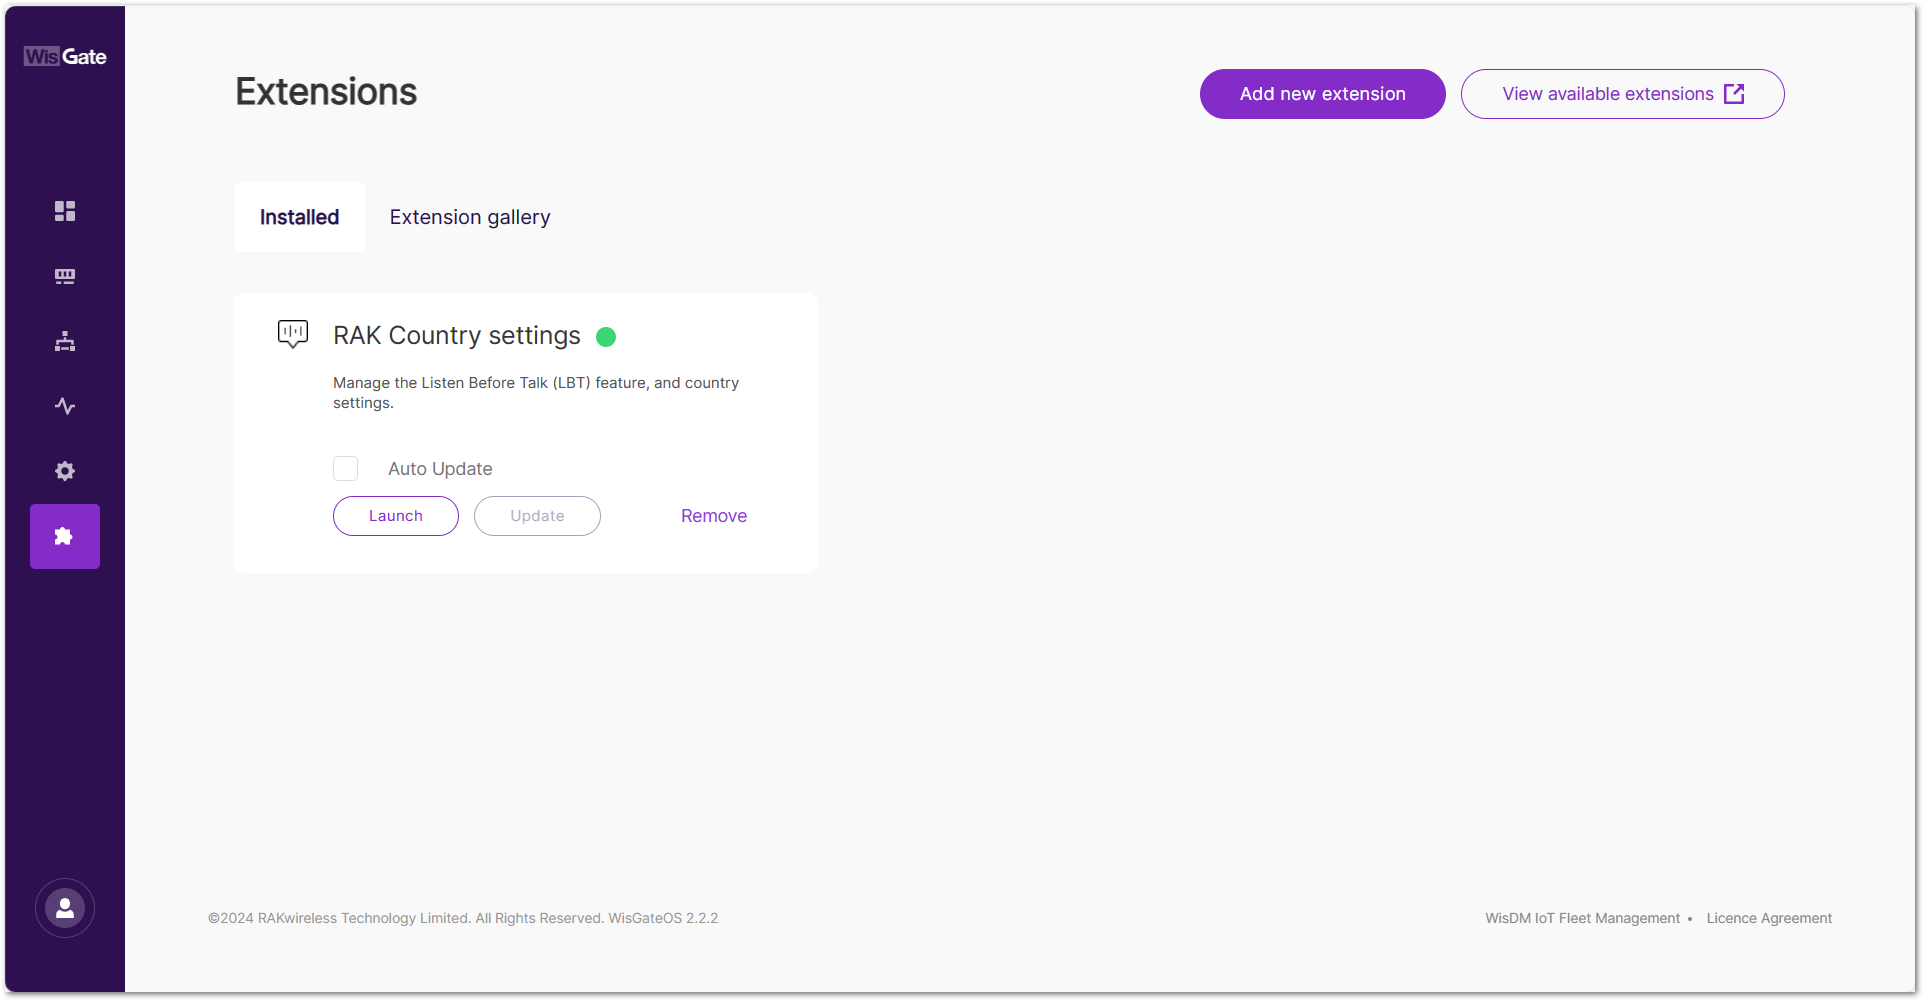 WisGate
Extensions
Add new extension
View available extensions
Installed
Extension gallery
RAK Country settings
Manage the Listen Before Talk (LBT) feature, and country
settings.
Auto Update
Launch
Update
Remove
©2024 RAKwireless Technology Limited. All Rights Reserved. WisGateOS 2.2.2
WisDM IoT Fleet Management •
Licence Agreement